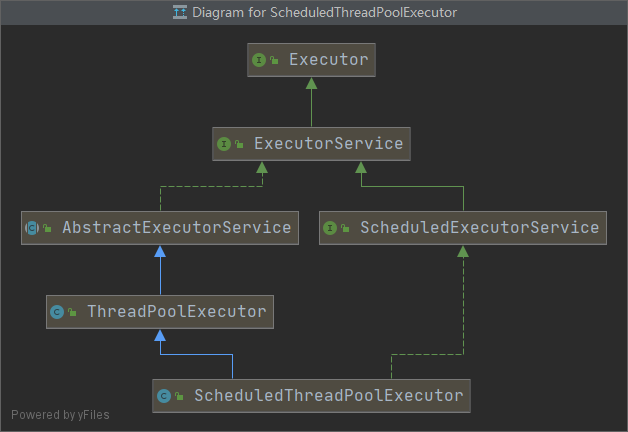 Diagram for ScheduledThreadPoolExecutor
I Executor
I ExecutorService
C AbstractExecutorService
I ScheduledExecutorService
C ThreadPoolExecutor
C ScheduledThreadPoolExecutor
Powered by yFiles